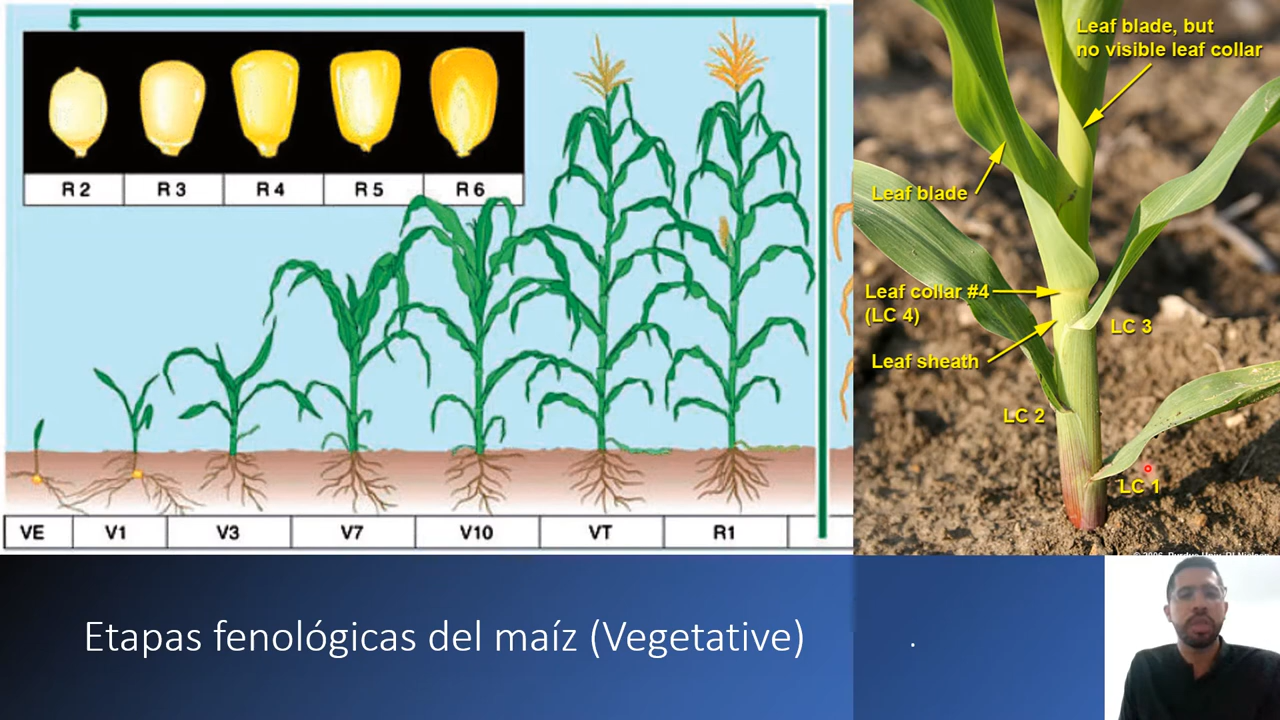 R 2 R 3 R 4 R 5 R 6
VE V1 V3 V7 V10 VT R1
Leaf blade, but
no visible leaf collar
Leaf blade
Leaf collar #4
(LC 4)
LC 3
Leaf sheath
LC 2
LC 1
Etapas fenológicas del maíz (Vegetative)
.